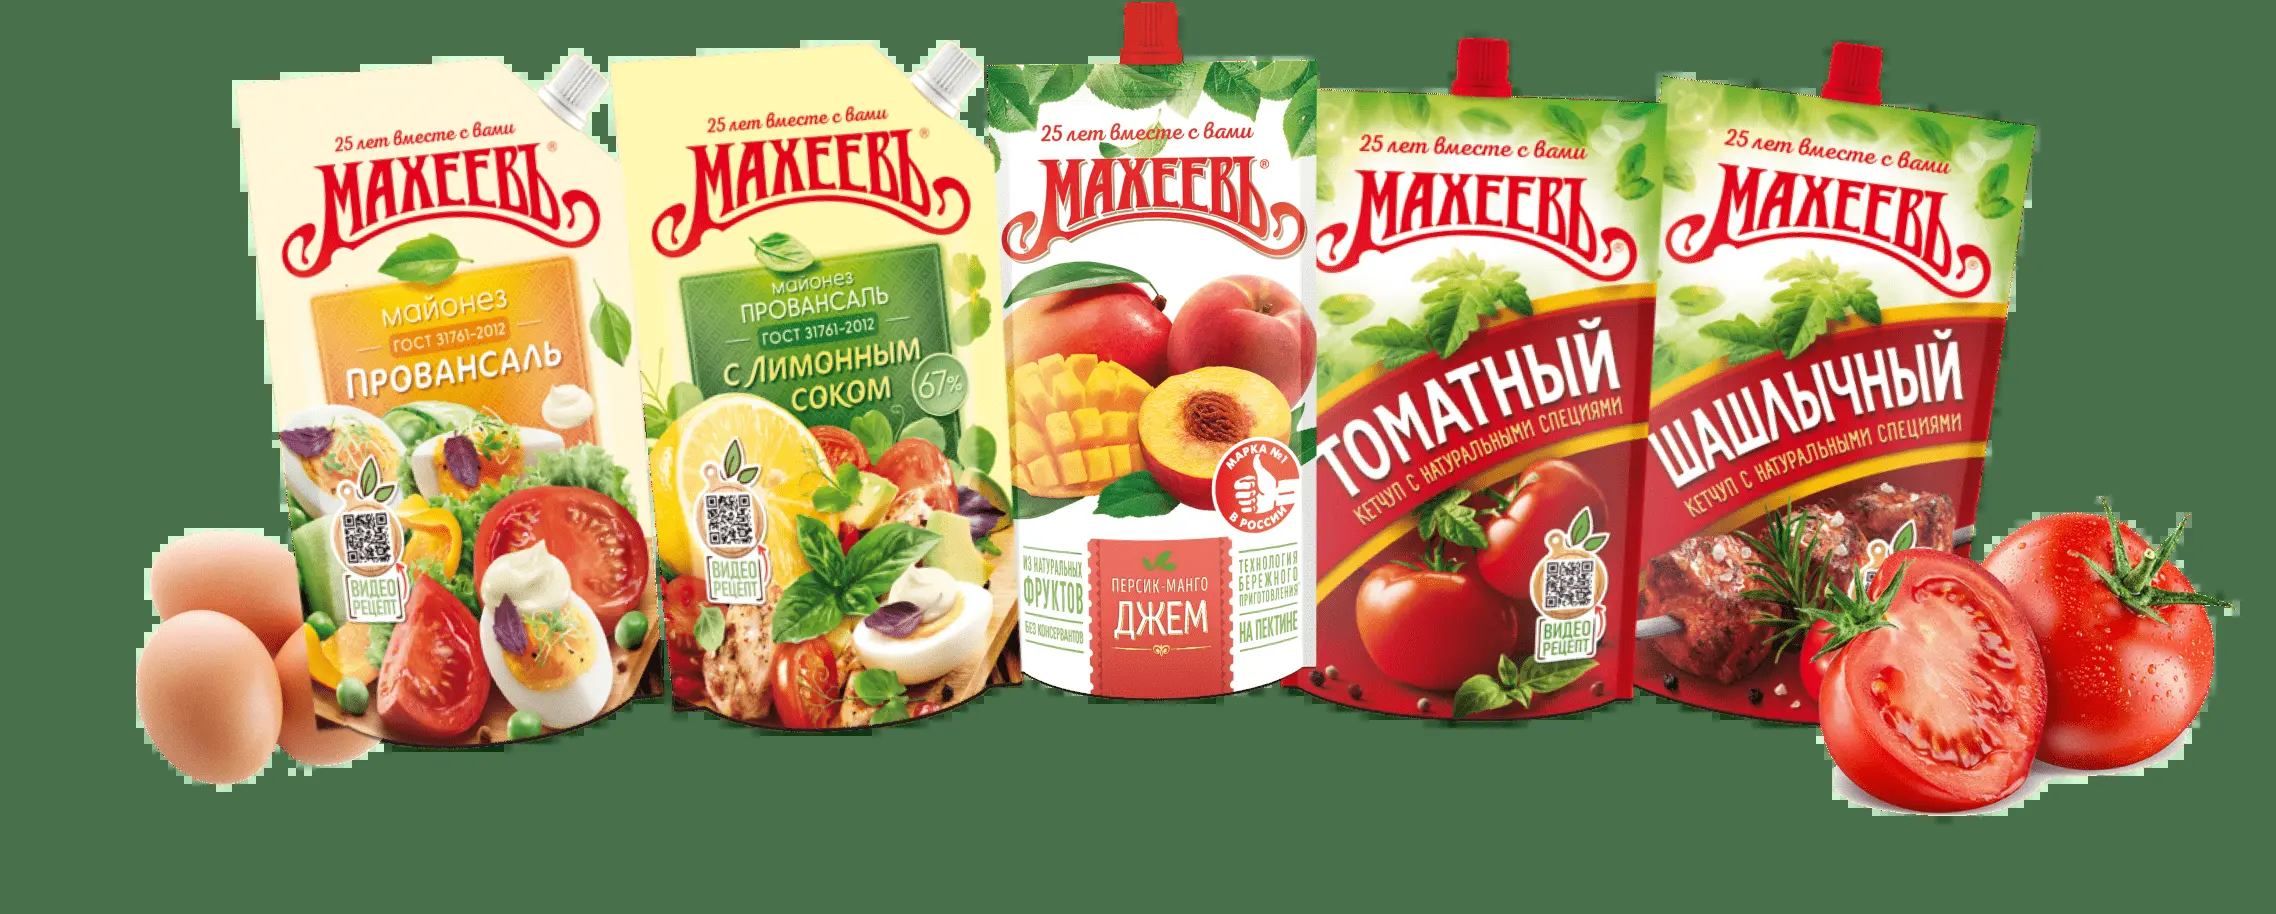 25 лет вместе с вами
МАХЕЕВЪ®
майонез
ГОСТ 31761-2012
ПРОВАНСАЛЬ
ВИДЕО
РЕЦЕПТ
25 лет вместе с вами
МАХЕЕВЪ®
майонез
ПРОВАНСАЛЬ
ГОСТ 31761-2012
с Лимонным
соком
67%
ВИДЕО
РЕЦЕПТ
25 лет вместе с вами
МАХЕЕВЪ®
МАРКА №1
В РОССИИ
ИЗ НАТУРАЛЬНЫХ
ФРУКТОВ
БЕЗ КОНСЕРВАНТОВ
ПЕРСИК-МАНГО
ДЖЕМ
ТЕХНОЛОГИЯ
БЕРЕЖНОГО
ПРИГОТОВЛЕНИЯ
НА ПЕКТИНЕ
25 лет вместе с вами
МАХЕЕВЪ®
ТОМАТНЫЙ
КЕТЧУП С НАТУРАЛЬНЫМИ СПЕЦИЯМИ
ВИДЕО
РЕЦЕПТ
25 лет вместе с вами
МАХЕЕВЪ®
ШАШЛЫЧНЫЙ
КЕТЧУП С НАТУРАЛЬНЫМИ СПЕЦИЯМИ